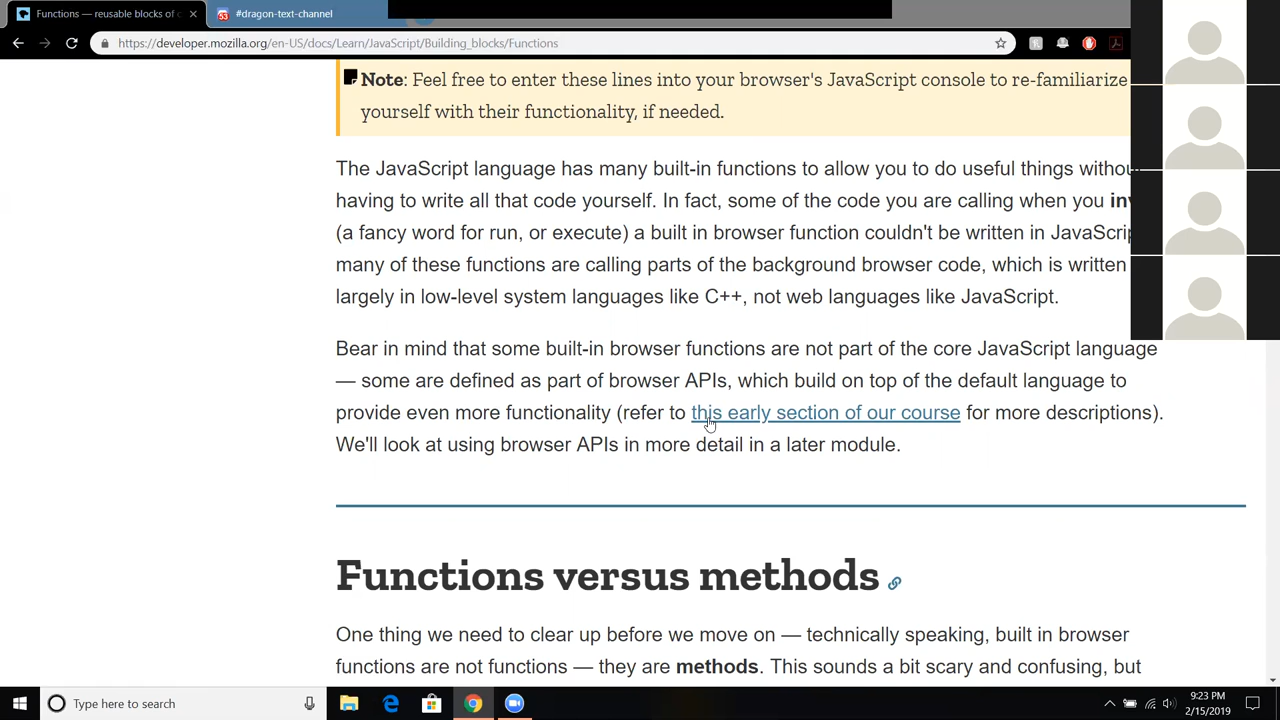 Functions — reusable blocks of c
53 #dragon-text-channel
https://developer.mozilla.org/en-US/docs/Learn/JavaScript/Building_blocks/Functions
Note: Feel free to enter these lines into your browser's JavaScript console to re-familiarize
yourself with their functionality, if needed.
The JavaScript language has many built-in functions to allow you to do useful things
having to write all that code yourself. In fact, some of the code you are calling when you
(a fancy word for run, or execute) a built in browser function couldn't be written in
many of these functions are calling parts of the background browser code, which is written
largely in low-level system languages like C++, not web languages like JavaScript.
Bear in mind that some built-in browser functions are not part of the core JavaScript language
— some are defined as part of browser APIs, which build on top of the default language to
provide even more functionality (refer to this early section of our course for more descriptions).
We'll look at using browser APIs in more detail in a later module.
Functions versus methods
One thing we need to clear up before we move on — technically speaking, built in browser
functions are not functions — they are methods. This sounds a bit scary and confusing, but
Type here to search
9:23 PM
2/15/2019